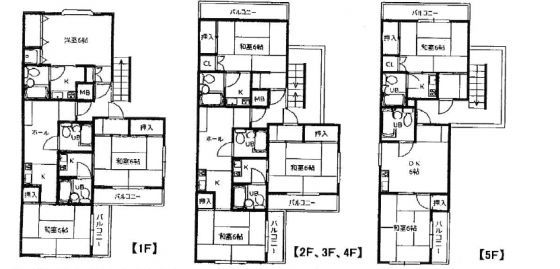 洋室6帖
K
MB
ホール
UB
押入
和室6帖
K
K
UB
バルコニー
押入
和室6帖
バルコニー
【1F】
バルコニー
押入
和室6帖
CL
K
MB
ホール
UB
押入
和室6帖
K
K
UB
バルコニー
押入
和室6帖
バルコニー
【2F、3F、4F】
バルコニー
押入
和室6帖
CL
UB
K
UB
DK
6帖
K
押入
和室6帖
バルコニー
【5F】